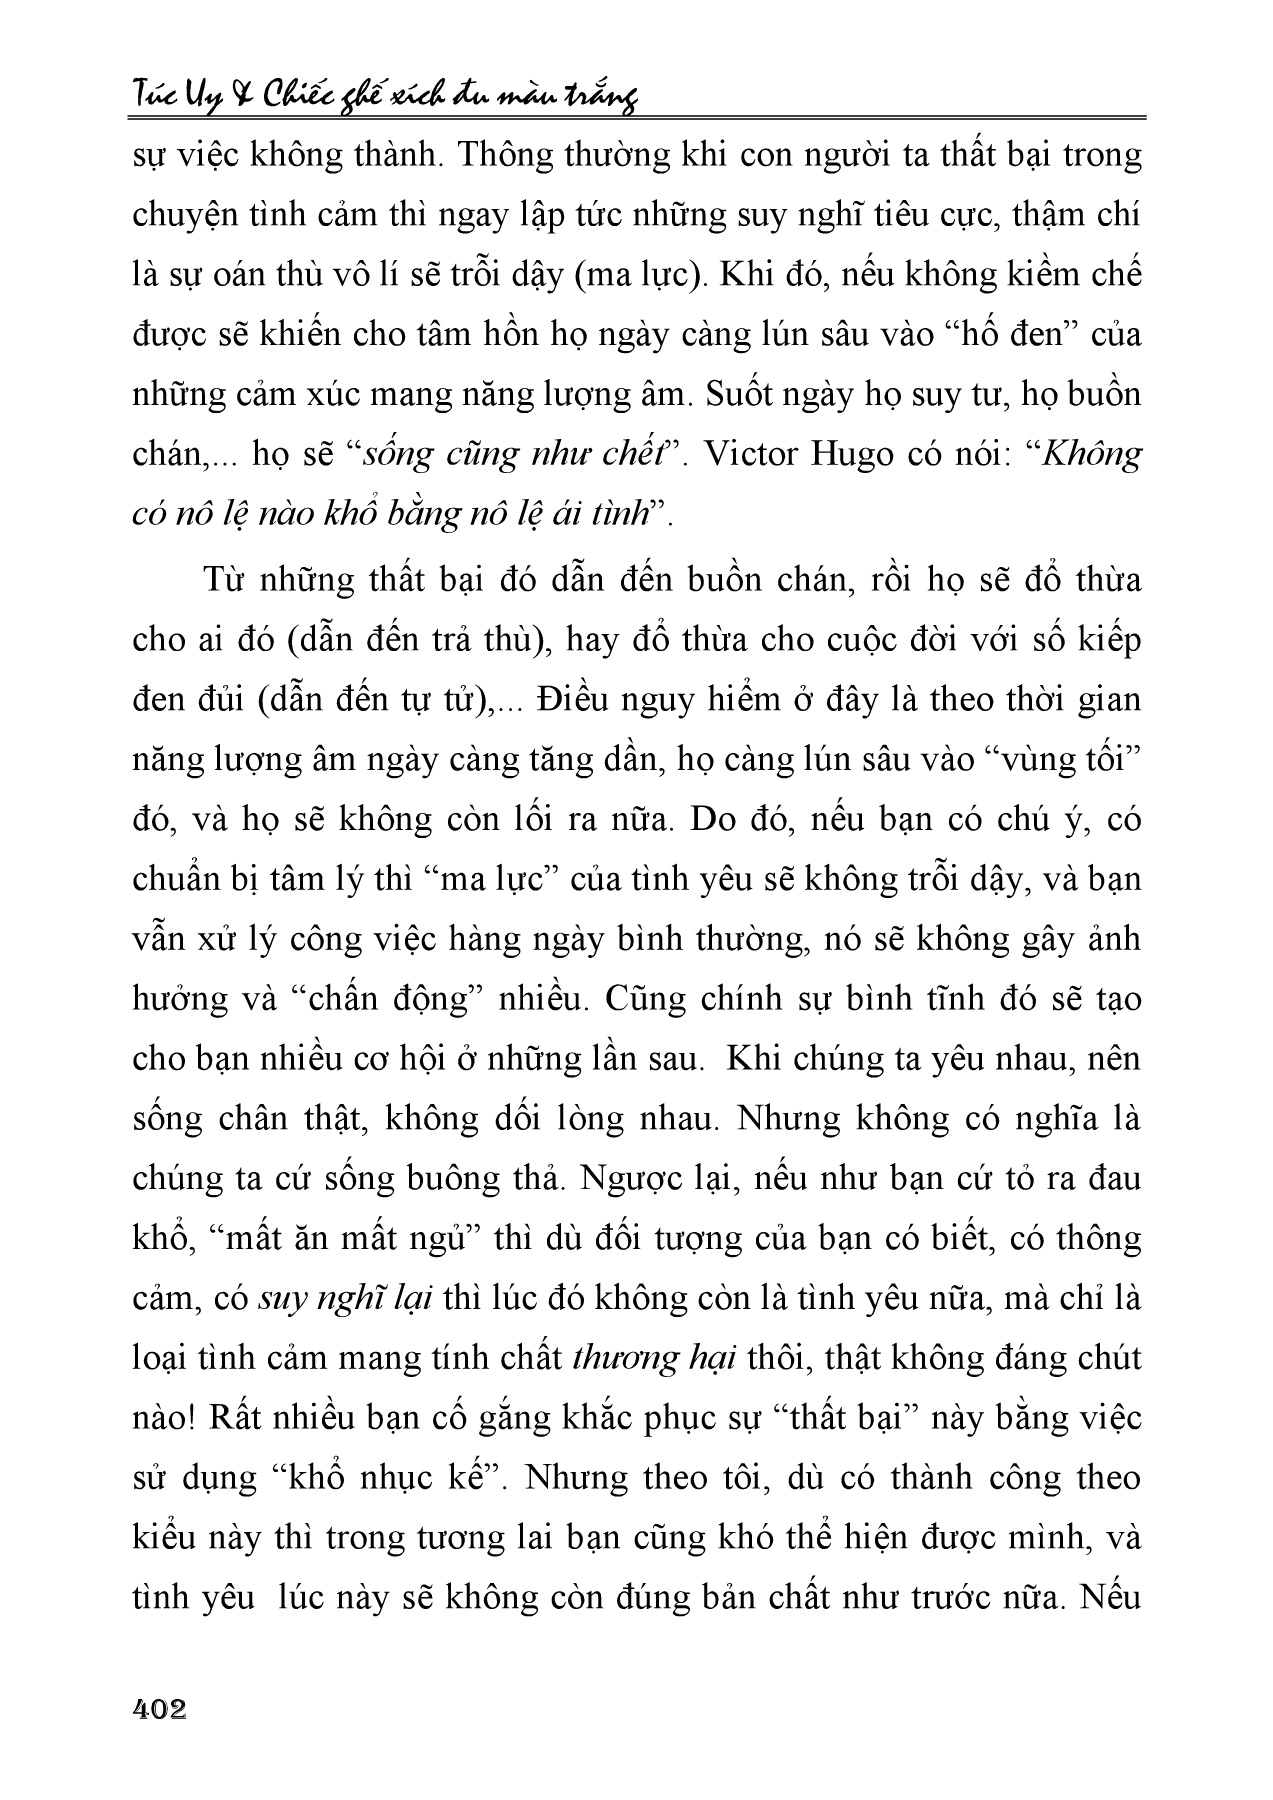 Túc Uy & Chiếc ghế xích đu màu trắng
sự việc không thành. Thông thường khi con người ta thất bại trong
chuyện tình cảm thì ngay lập tức những suy nghĩ tiêu cực, thậm chí
là sự oán thù vô lí sẽ trỗi dậy (ma lực). Khi đó, nếu không kiềm chế
được sẽ khiến cho tâm hồn họ ngày càng lún sâu vào “hố đen” của
những cảm xúc mang năng lượng âm. Suốt ngày họ suy tư, họ buồn
chán,... họ sẽ “sống cũng như chết”. Victor Hugo có nói: “Không
có nô lệ nào khổ bằng nô lệ ái tình”.
Từ những thất bại đó dẫn đến buồn chán, rồi họ sẽ đổ thừa
cho ai đó (dẫn đến trả thù), hay đổ thừa cho cuộc đời với số kiếp
đen đủi (dẫn đến tự tử),... Điều nguy hiểm ở đây là theo thời gian
năng lượng âm ngày càng tăng dần, họ càng lún sâu vào “vùng tối”
đó, và họ sẽ không còn lối ra nữa. Do đó, nếu bạn có chú ý, có
chuẩn bị tâm lý thì “ma lực” của tình yêu sẽ không trỗi dậy, và bạn
vẫn xử lý công việc hàng ngày bình thường, nó sẽ không gây ảnh
hưởng và “chấn động” nhiều. Cũng chính sự bình tĩnh đó sẽ tạo
cho bạn nhiều cơ hội ở những lần sau.  Khi chúng ta yêu nhau, nên
sống chân thật, không dối lòng nhau. Nhưng không có nghĩa là
chúng ta cứ sống buông thả. Ngược lại, nếu như bạn cứ tỏ ra đau
khổ, “mất ăn mất ngủ” thì dù đối tượng của bạn có biết, có thông
cảm, có suy nghĩ lại thì lúc đó không còn là tình yêu nữa, mà chỉ là
loại tình cảm mang tính chất thương hại thôi, thật không đáng chút
nào! Rất nhiều bạn cố gắng khắc phục sự “thất bại” này bằng việc
sử dụng “khổ nhục kế”. Nhưng theo tôi, dù có thành công theo
kiểu này thì trong tương lai bạn cũng khó thể hiện được mình, và
tình yêu  lúc này sẽ không còn đúng bản chất như trước nữa. Nếu
402